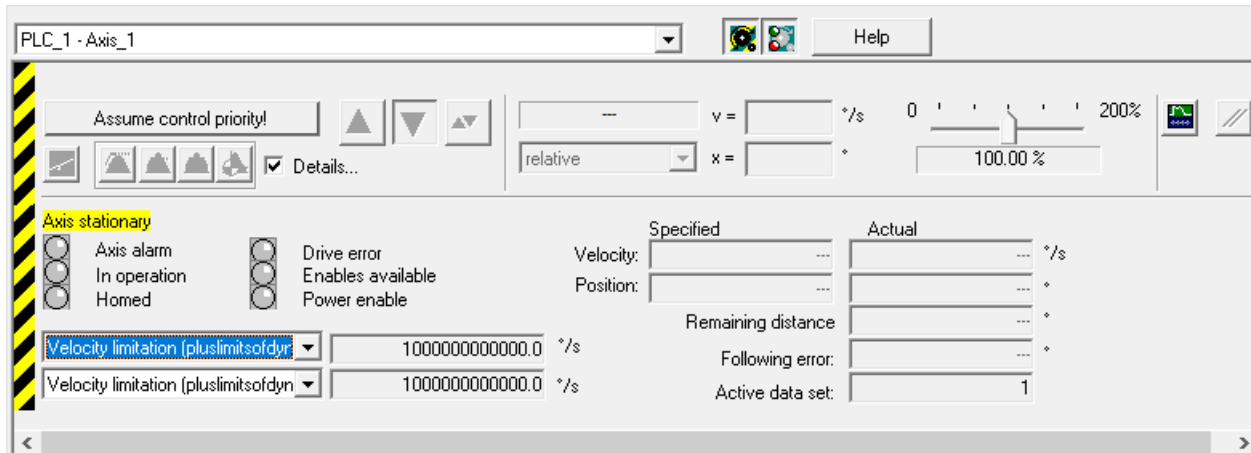 PLC_1 - Axis_1 Help
Assume control priority! --- v = °/s 0 200%
Details... relative x = ° 100.00 %
Axis stationary Specified Actual
Axis alarm Drive error Velocity: --- --- °/s
In operation Enables available Position: --- --- °
Homed Power enable
Remaining distance --- °
Velocity limitation (pluslimitsofdyr 1000000000000.0 °/s Following error: --- °
Velocity limitation (pluslimitsofdyn 1000000000000.0 °/s Active data set: 1